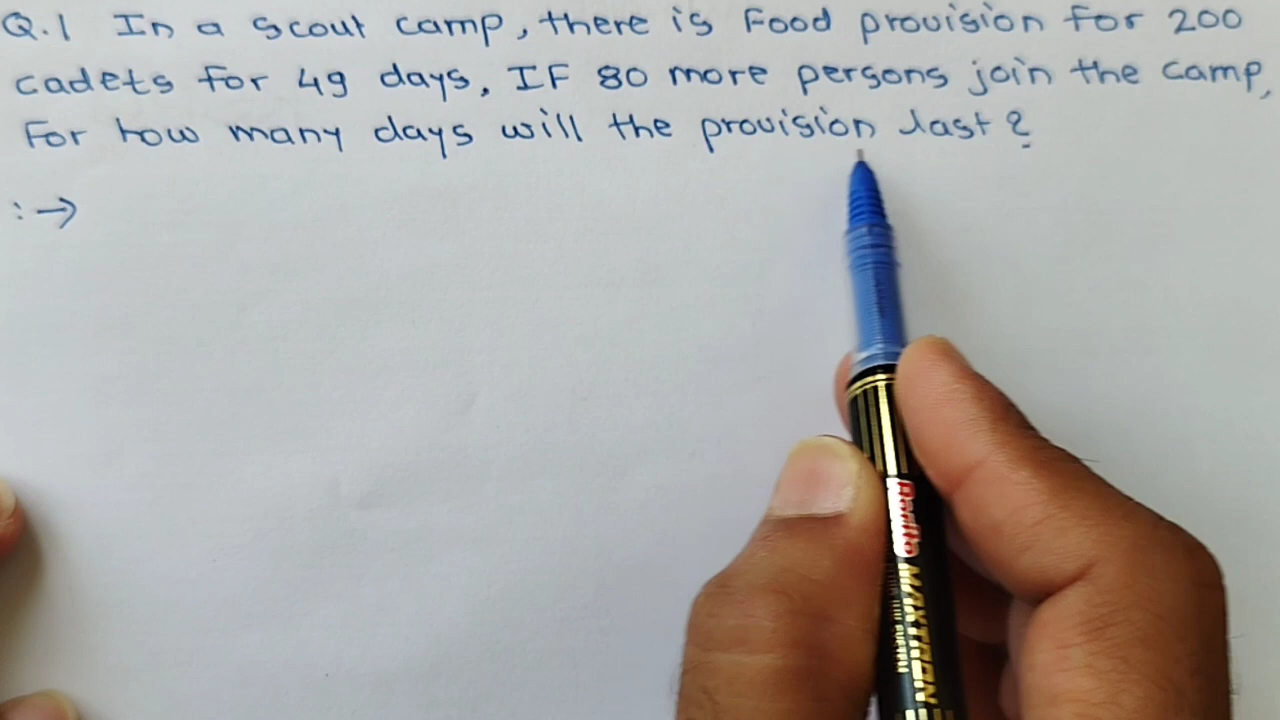 Q.1 In a scout camp, there is Food provision for 200
cadets for 49 days. IF 80 more persons join the camp,
For how many days will the provision last?
:→
MAXTRON